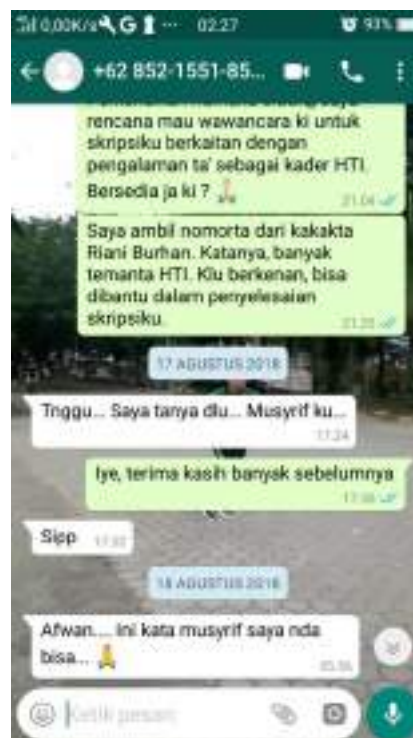 0,00K/s G ... 02.27 93%
+62 852-1551-85...
rencana mau wawancara ki untuk
skripsiku berkaitan dengan
pengalaman ta' sebagai kader HTI.
Bersedia ja ki ?
21.04
Saya ambil nomorta dari kakakta
Riani Burhan. Katanya, banyak
temanta HTI. Klu berkenan, bisa
dibantu dalam penyelesaian
skripsiku.
17 AGUSTUS 2018
Tnggu... Saya tanya dlu... Musyrif ku...
17.24
Iye, terima kasih banyak sebelumnya
Sipp
18 AGUSTUS 2018
Afwan.... Ini kata musyrif saya nda
bisa...
Ketik pesan